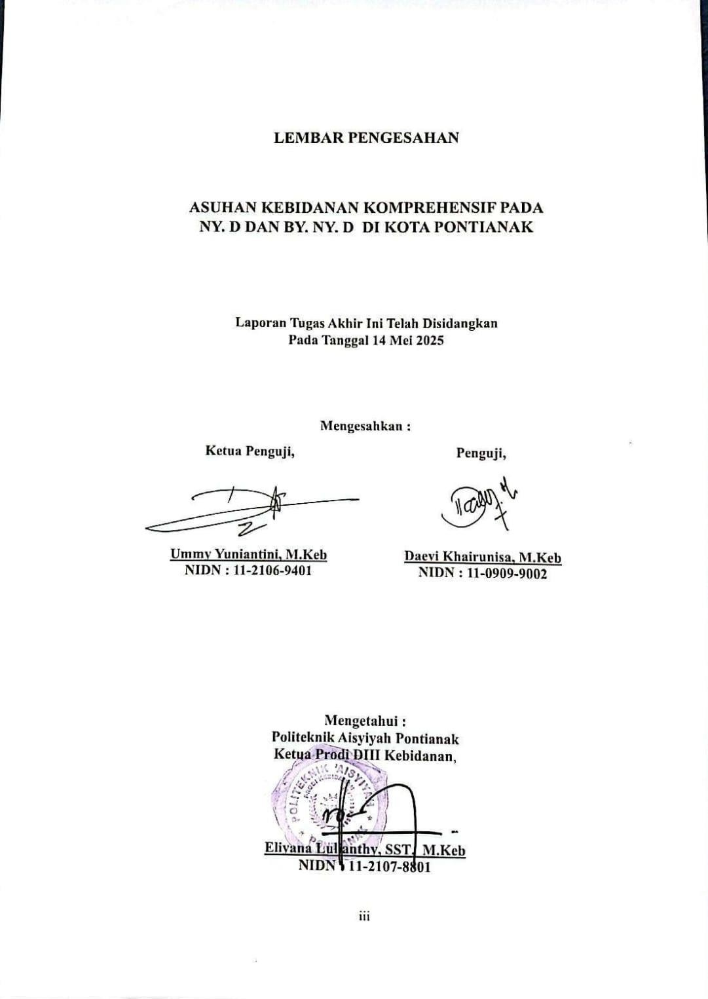 LEMBAR PENGESAHAN
ASUHAN KEBIDANAN KOMPREHENSIF PADA
NY. D DAN BY. NY. D DI KOTA PONTIANAK
Laporan Tugas Akhir Ini Telah Disidangkan
Pada Tanggal 14 Mei 2025
Mengesahkan :
Ketua Penguji,
Penguji,
Ummy Yuniantini, M.Keb
NIDN : 11-2106-9401
Daevi Khairunisa, M.Keb
NIDN : 11-0909-9002
Mengetahui :
Politeknik Aisyiyah Pontianak
Ketua Prodi DIII Kebidanan,
POLITEKNIK 'AISYIYAH
PONTIANAK
Eliyana Lulianthy, SST, M.Keb
NIDN : 11-2107-8801
iii